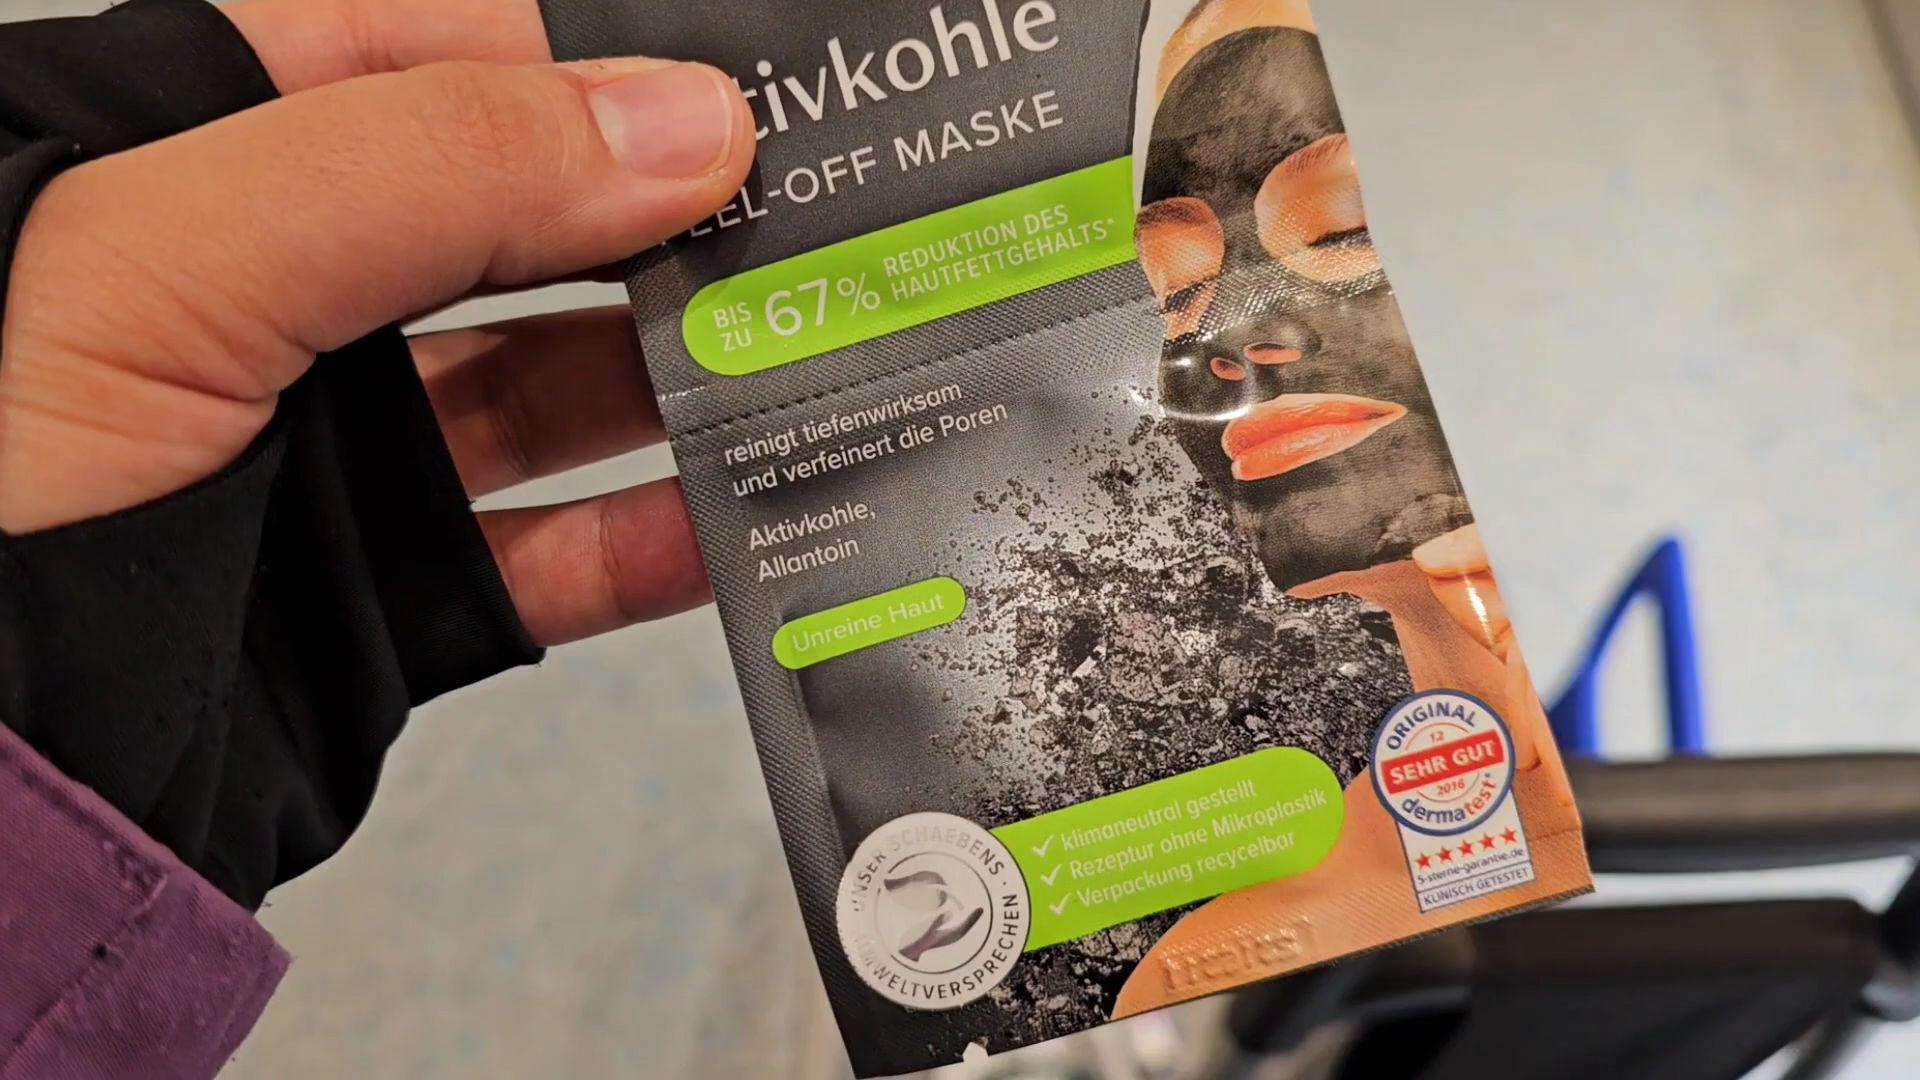 tivkohle
EEL-OFF MASKE
BIS
ZU
67%
REDUKTION DES
HAUTFETTGEHALTS*
reinigt tiefenwirksam
und verfeinert die Poren
Aktivkohle,
Allantoin
Unreine Haut
✓ klimaneutral gestellt
✓ Rezeptur ohne Mikroplastik
✓ Verpackung recycelbar
UNSER SCHAEBENS · UMWELTVERSPRECHEN ·
ORIGINAL
12
SEHR GUT
2016
dermatest®
5-sterne-garantie.de
KLINISCH GETESTET